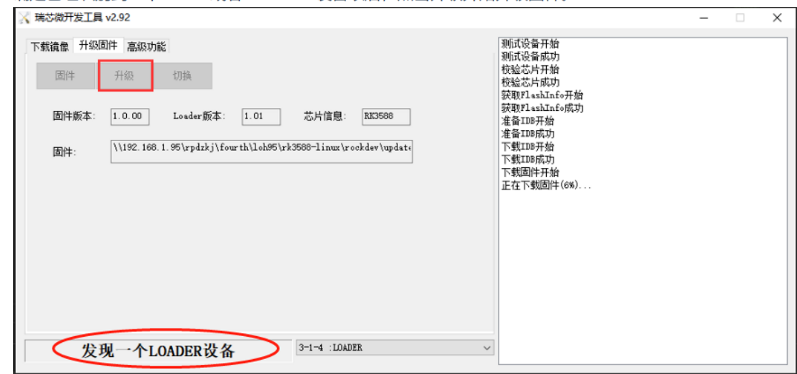 瑞芯微开发工具 v2.92
下载镜像 升级固件 高级功能
固件 升级 切换
固件版本: 1.0.00 Loader版本: 1.01 芯片信息: RK3588
固件: \\192.168.1.95\rpdzkj\fourth\loh95\rk3588-linux\rockdev\update
发现一个LOADER设备 3-1-4 :LOADER
测试设备开始
测试设备成功
校验芯片开始
校验芯片成功
获取FlashInfo开始
获取FlashInfo成功
准备IDB开始
准备IDB成功
下载IDB开始
下载IDB成功
下载固件开始
正在下载固件(6%)...